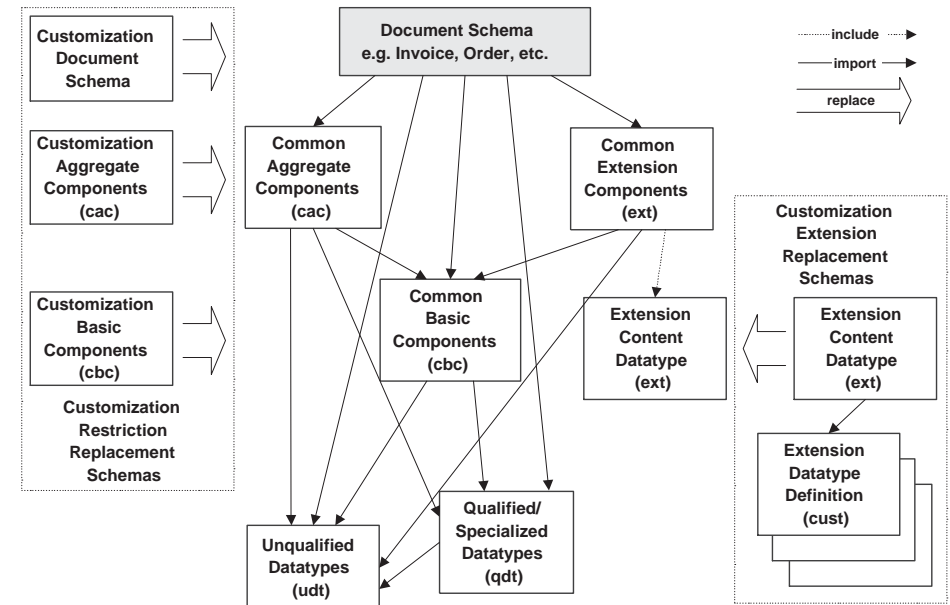 Customization
Document
Schema
Document Schema
e.g. Invoice, Order, etc.
include
import
replace
Customization
Aggregate
Components
(cac)
Common
Aggregate
Components
(cac)
Common
Extension
Components
(ext)
Customization
Extension
Replacement
Schemas
Customization
Basic
Components
(cbc)
Common
Basic
Components
(cbc)
Extension
Content
Datatype
(ext)
Extension
Content
Datatype
(ext)
Customization
Restriction
Replacement
Schemas
Extension
Datatype
Definition
(cust)
Unqualified
Datatypes
(udt)
Qualified/
Specialized
Datatypes
(qdt)